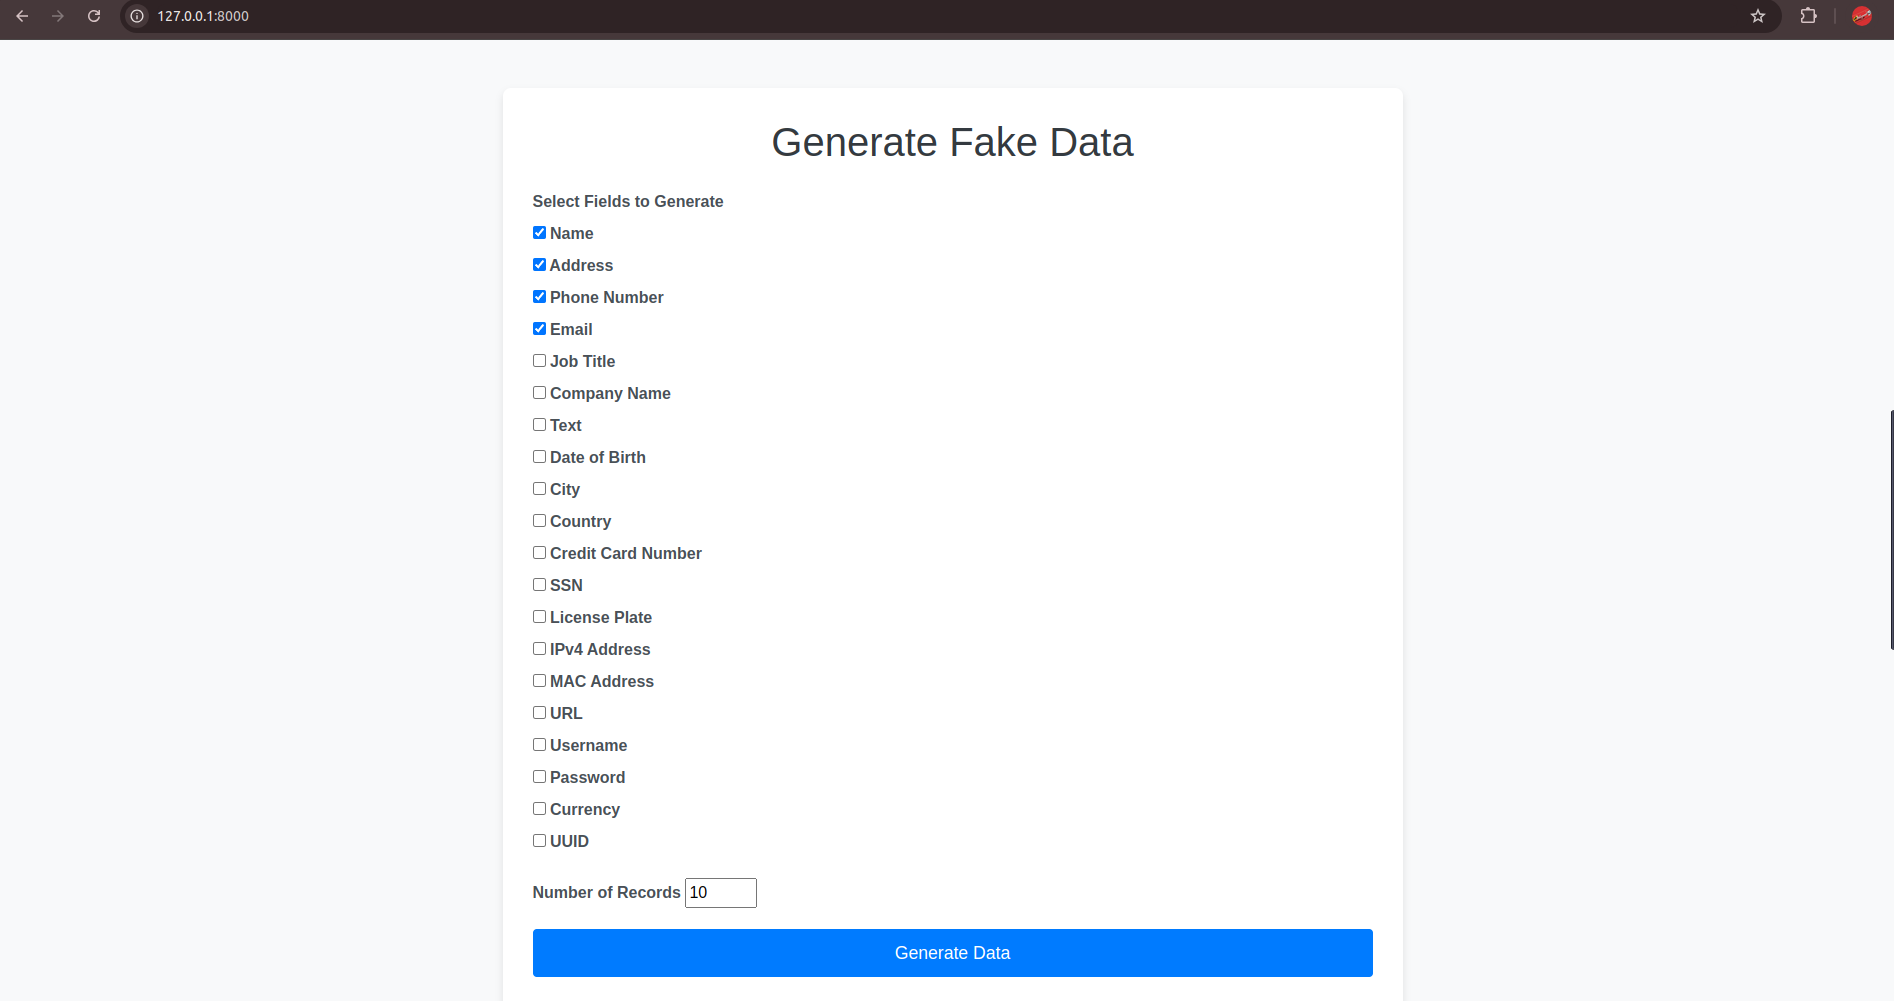 127.0.0.1:8000
Generate Fake Data
Select Fields to Generate
Name
Address
Phone Number
Email
Job Title
Company Name
Text
Date of Birth
City
Country
Credit Card Number
SSN
License Plate
IPv4 Address
MAC Address
URL
Username
Password
Currency
UUID
Number of Records 10
Generate Data